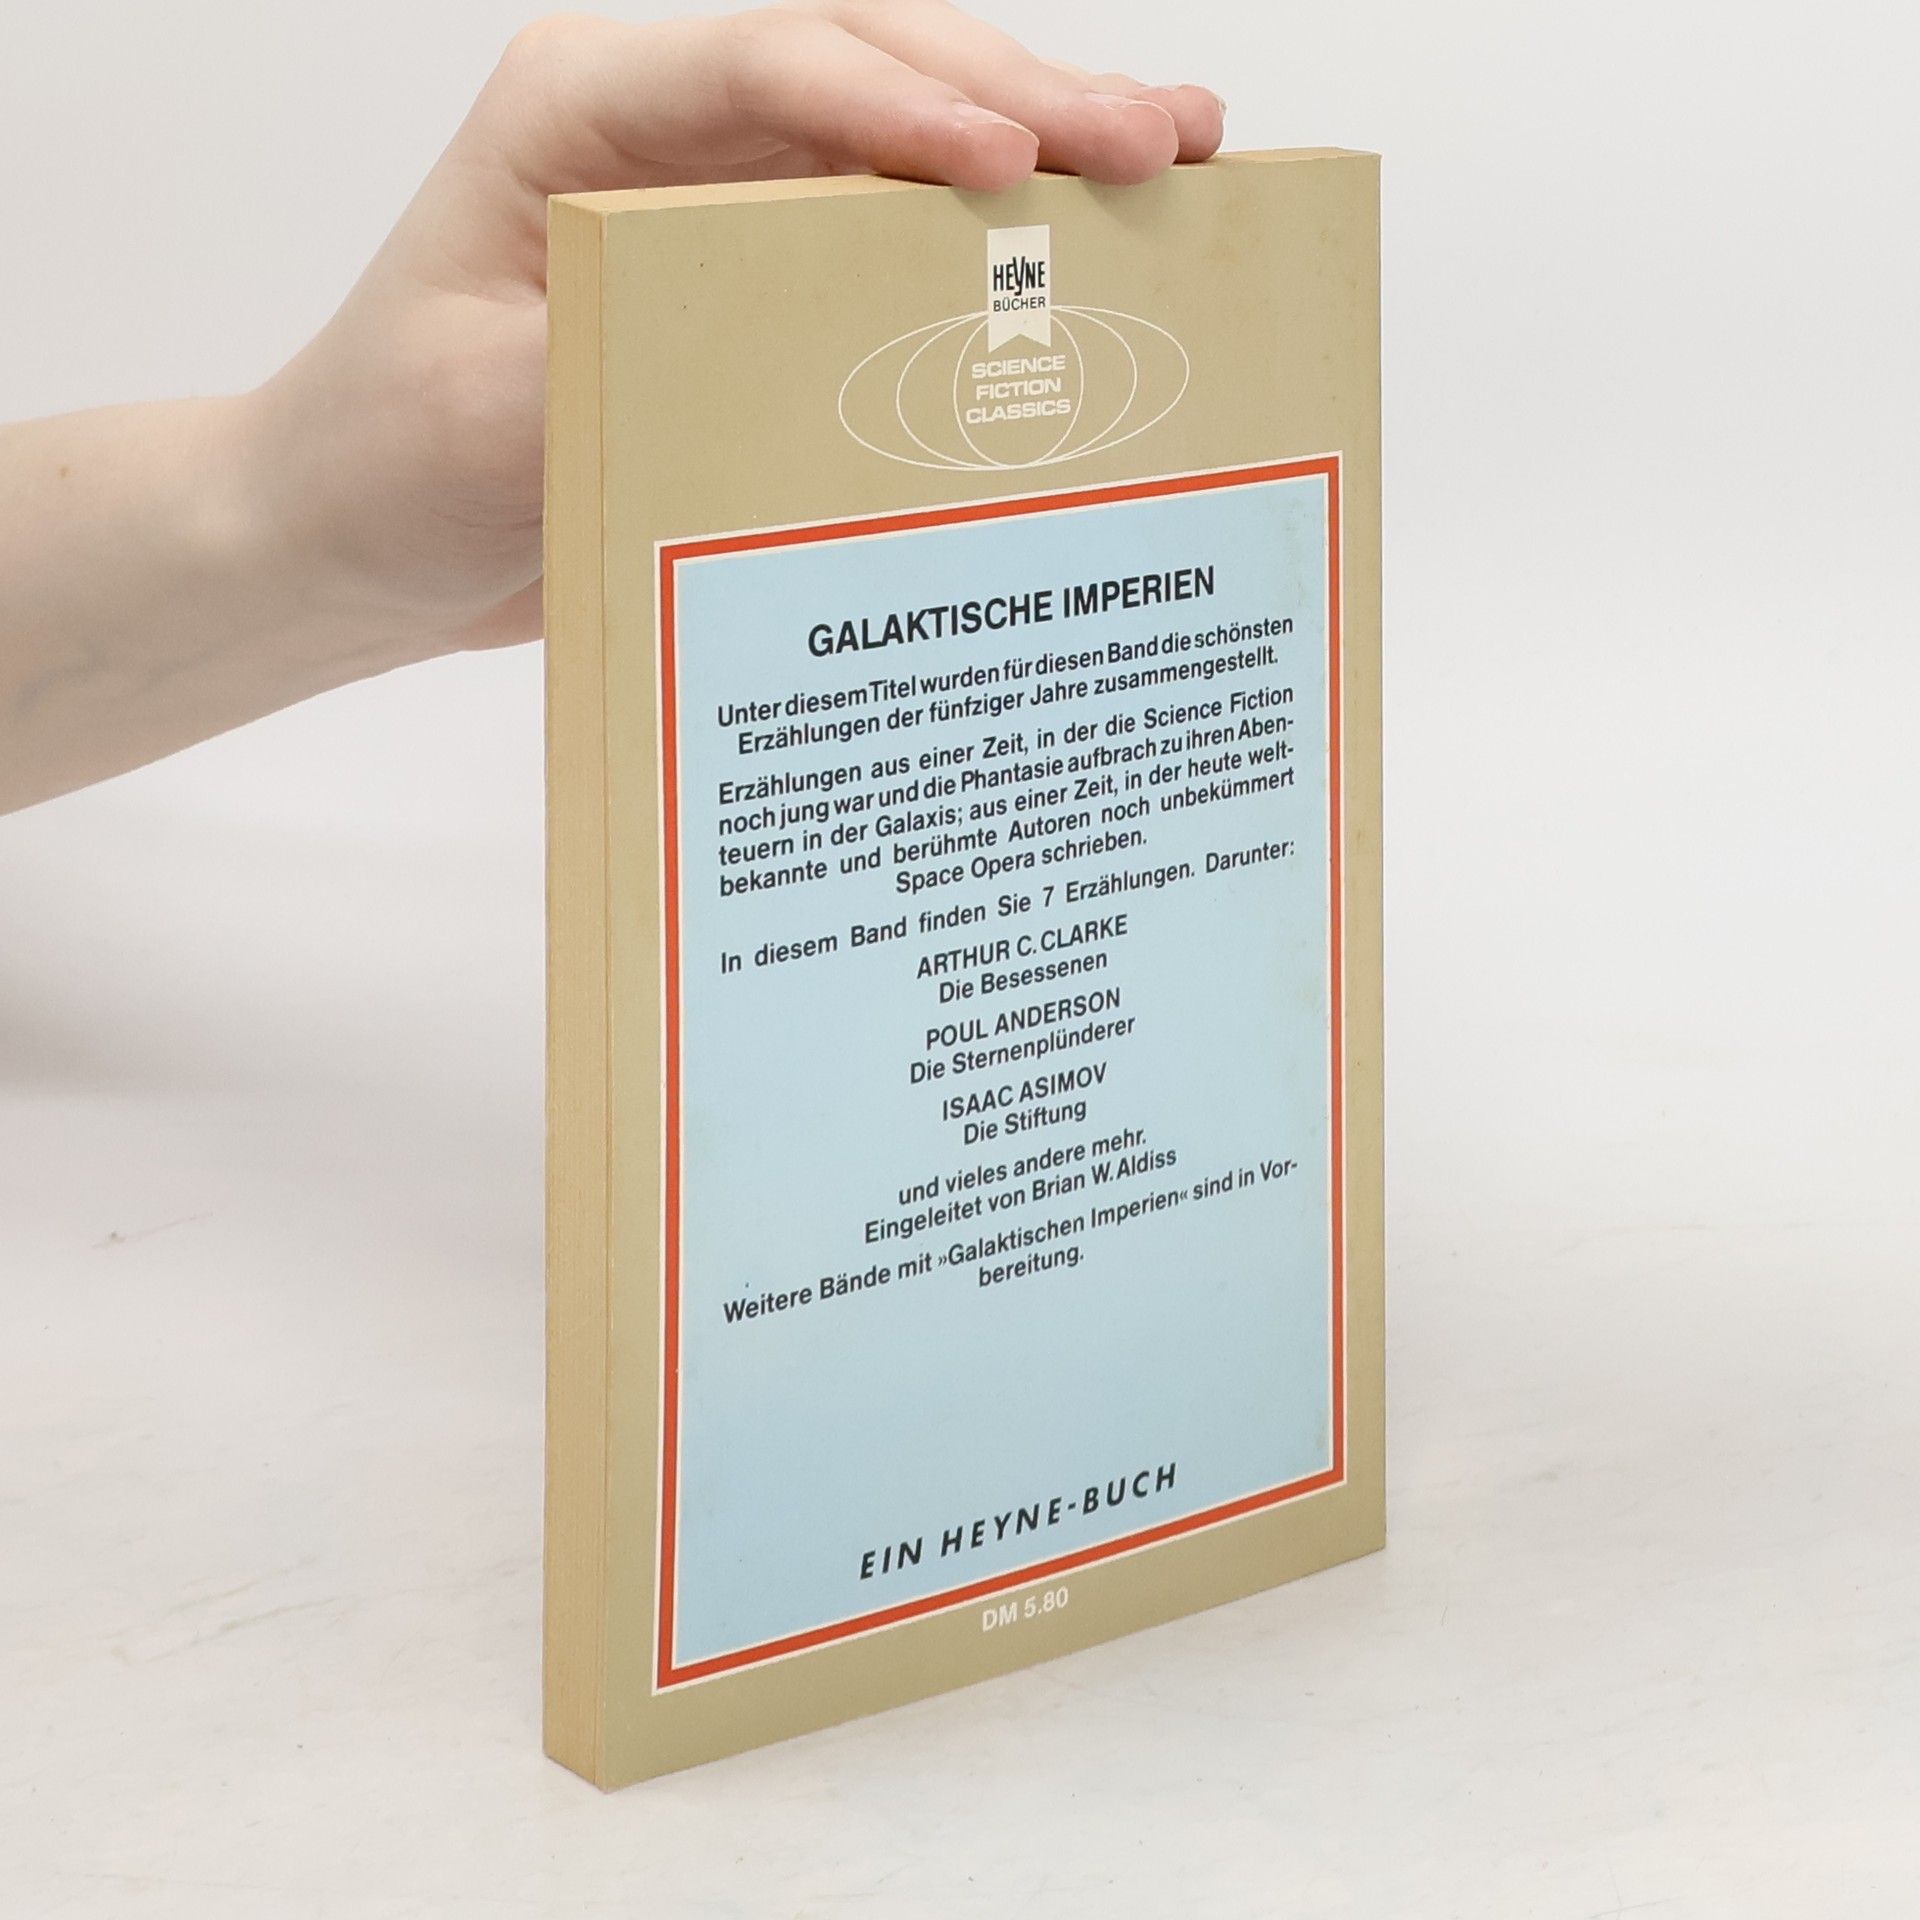 HEYNE
BÜCHER
SCIENCE
FICTION
CLASSICS
GALAKTISCHE IMPERIEN
Unter diesem Titel wurden für diesen Band die schönsten
Erzählungen der fünfziger Jahre zusammengestellt.
Erzählungen aus einer Zeit, in der die Science Fiction
noch jung war und die Phantasie aufbrach zu ihren Aben-
teuern in der Galaxis; aus einer Zeit, in der heute welt-
bekannte und berühmte Autoren noch unbekümmert
Space Opera schrieben.
In diesem Band finden Sie 7 Erzählungen. Darunter:
ARTHUR C. CLARKE
Die Besessenen
POUL ANDERSON
Die Sternenplünderer
ISAAC ASIMOV
Die Stiftung
und vieles andere mehr.
Eingeleitet von Brian W. Aldiss
Weitere Bände mit »Galaktischen Imperien« sind in Vor-
bereitung.
EIN HEYNE-BUCH
DM 5.80